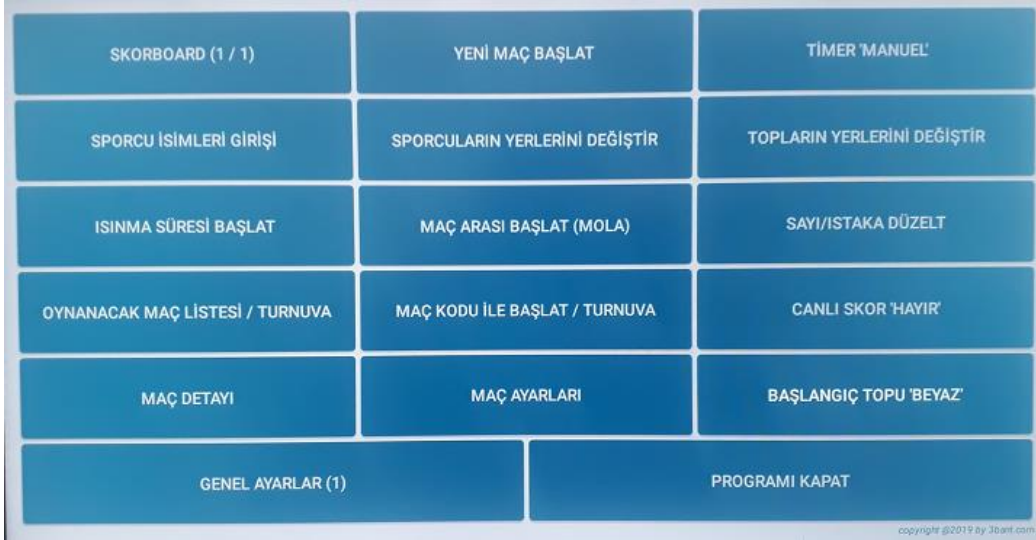 SKORBOARD (1 / 1)
YENİ MAÇ BAŞLAT
TİMER 'MANUEL'
SPORCU İSİMLERİ GİRİŞİ
SPORCULARIN YERLERİNİ DEĞİŞTİR
TOPLARIN YERLERİNİ DEĞİŞTİR
ISINMA SÜRESİ BAŞLAT
MAÇ ARASI BAŞLAT (MOLA)
SAYI/ISTAKA DÜZELT
OYNANACAK MAÇ LİSTESİ / TURNUVA
MAÇ KODU İLE BAŞLAT / TURNUVA
CANLI SKOR 'HAYIR'
MAÇ DETAYI
MAÇ AYARLARI
BAŞLANGIÇ TOPU 'BEYAZ'
GENEL AYARLAR (1)
PROGRAMI KAPAT
copyright @2019 by 3bant.com